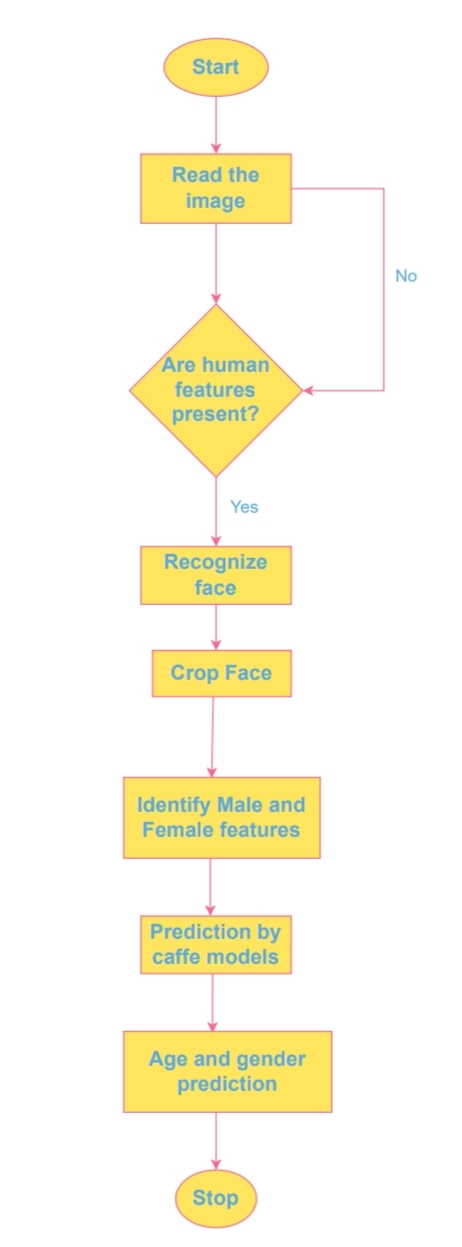 Start
Read the
image
No
Are human
features
present?
Yes
Recognize
face
Crop Face
Identify Male and
Female features
Prediction by
caffe models
Age and gender
prediction
Stop